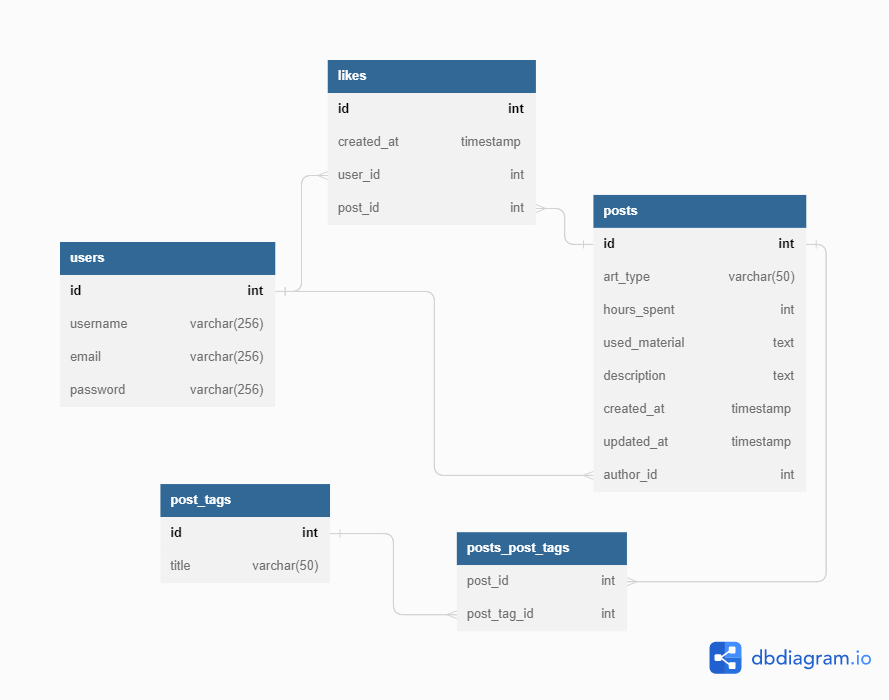 likes
id int
created_at timestamp
user_id int
post_id int
posts
id int
art_type varchar(50)
hours_spent int
used_material text
description text
created_at timestamp
updated_at timestamp
author_id int
users
id int
username varchar(256)
email varchar(256)
password varchar(256)
post_tags
id int
title varchar(50)
posts_post_tags
post_id int
post_tag_id int
dbdiagram.io